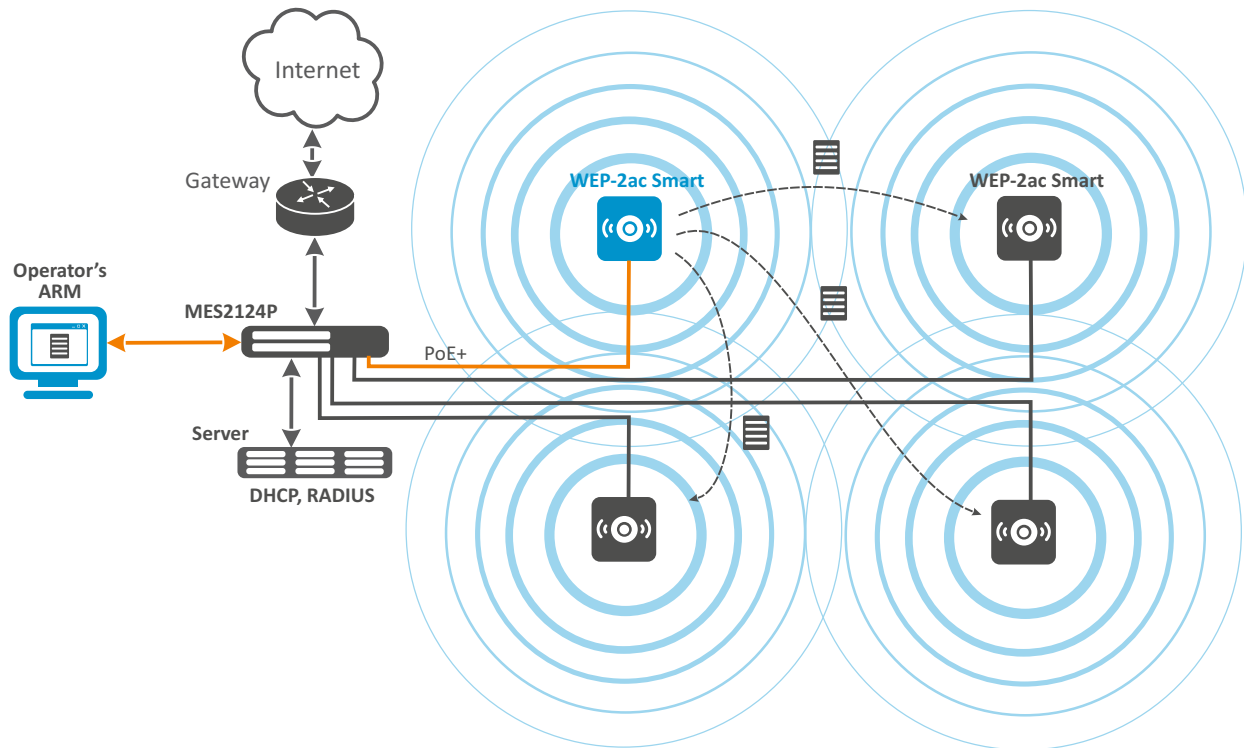 Internet
Gateway
WEP-2ac Smart
WEP-2ac Smart
Operator's
ARM
MES2124P
PoE+
Server
DHCP, RADIUS